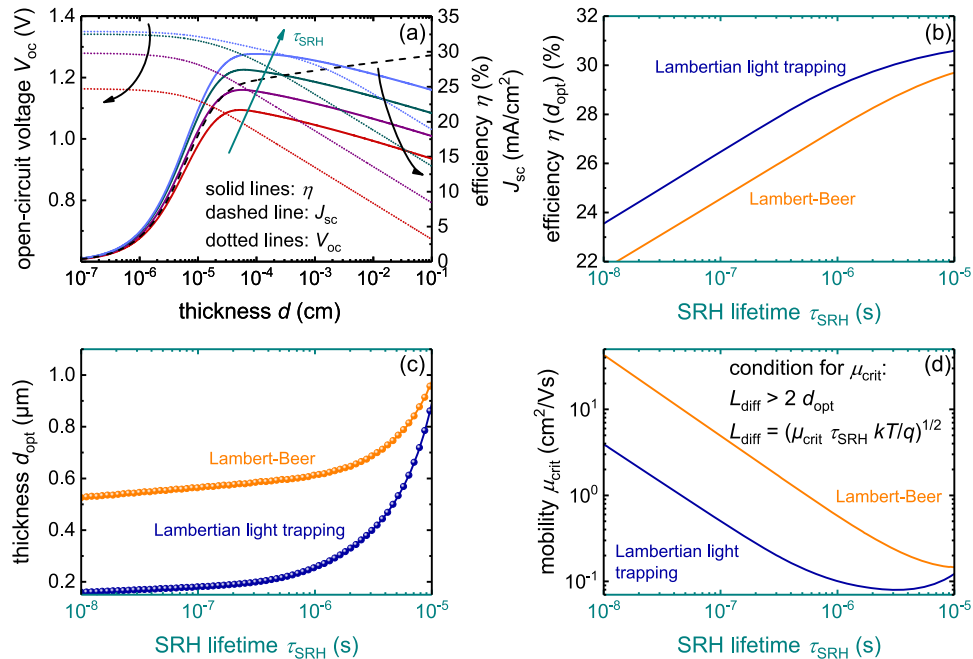 (a)
open-circuit voltage Voc (V)
1.4
1.2
1.0
0.8
35
30
25
20
15
10
5
0
efficiency η (%)
Jsc (mA/cm²)
τSRH
solid lines: η
dashed line: Jsc
dotted lines: Voc
10⁻⁷ 10⁻⁶ 10⁻⁵ 10⁻⁴ 10⁻³ 10⁻² 10⁻¹
thickness d (cm)
(b)
efficiency η (dopt) (%)
32
30
28
26
24
22
Lambertian light trapping
Lambert-Beer
10⁻⁸ 10⁻⁷ 10⁻⁶ 10⁻⁵
SRH lifetime τSRH (s)
(c)
thickness dopt (µm)
1.0
0.8
0.6
0.4
0.2
Lambert-Beer
Lambertian light trapping
10⁻⁸ 10⁻⁷ 10⁻⁶ 10⁻⁵
SRH lifetime τSRH (s)
(d)
mobility µcrit (cm²/Vs)
10¹
10⁰
10⁻¹
condition for µcrit:
Ldiff > 2 dopt
Ldiff = (µcrit τSRH kT/q)¹/²
Lambert-Beer
Lambertian light
trapping
10⁻⁸ 10⁻⁷ 10⁻⁶ 10⁻⁵
SRH lifetime τSRH (s)